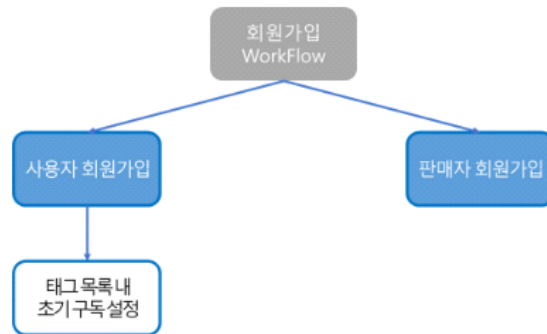 회원가입
WorkFlow
사용자 회원가입
판매자 회원가입
태그 목록 내
초기 구독 설정